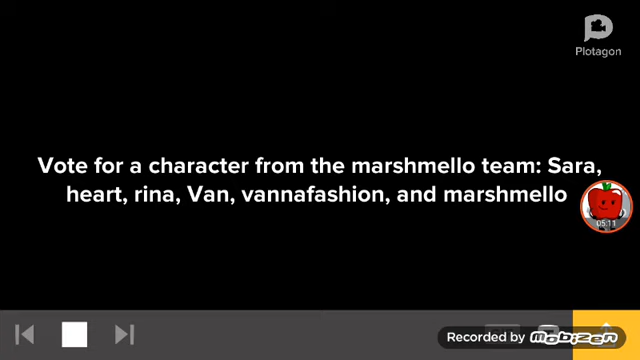 Plotagon
Vote for a character from the marshmello team: Sara,
heart, rina, Van, vannafashion, and marshmello
05:11
Recorded by mobizen